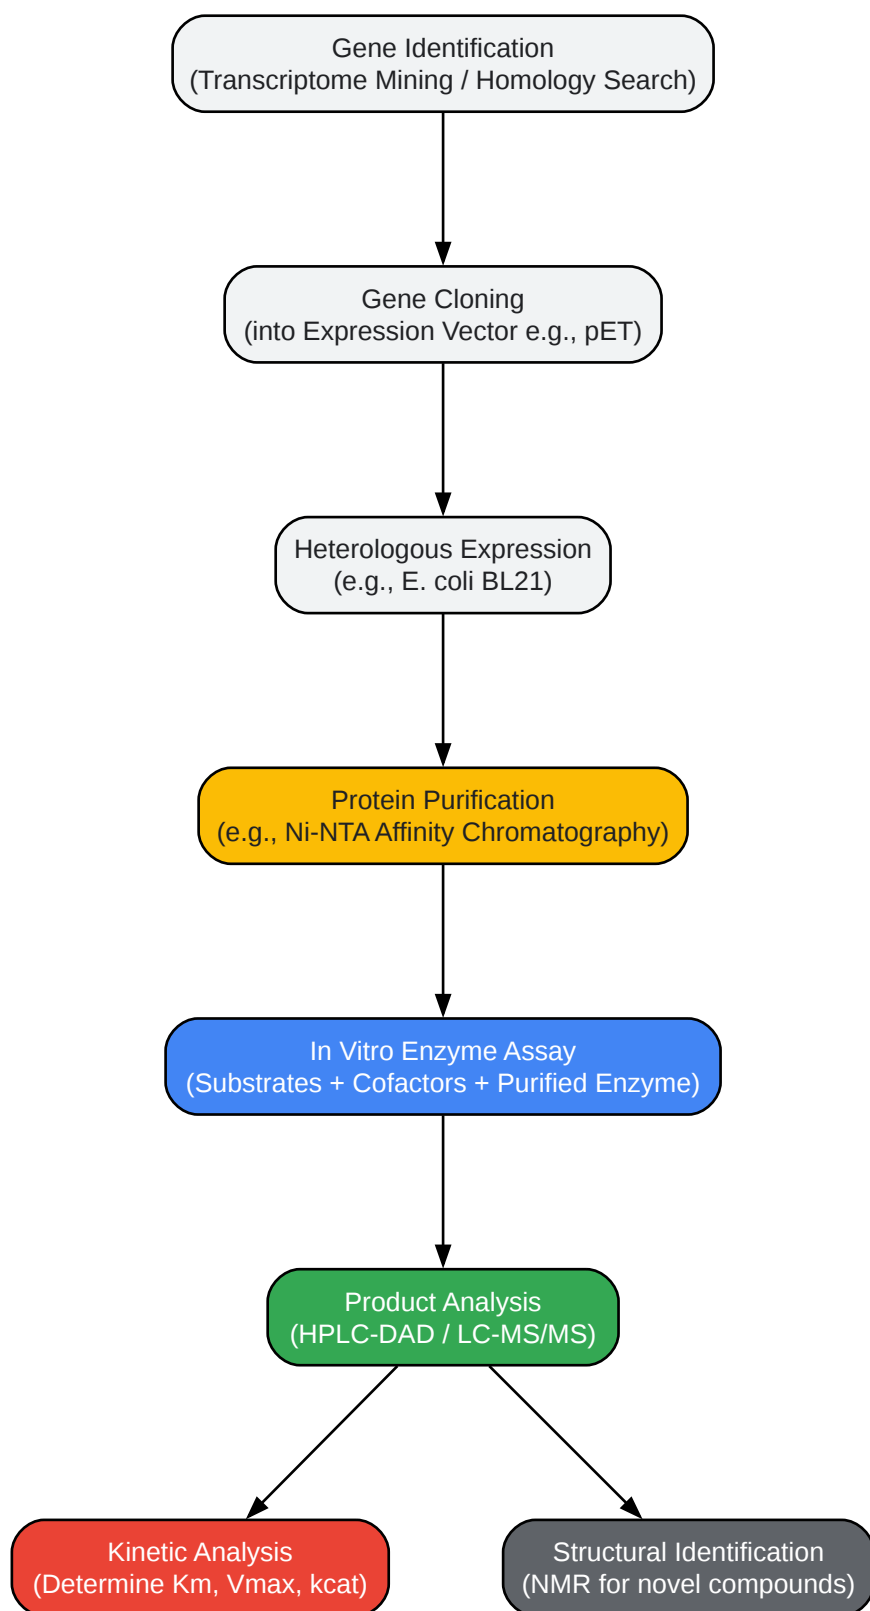 Gene Identification
(Transcriptome Mining / Homology Search)
Gene Cloning
(into Expression Vector e.g., pET)
Heterologous Expression
(e.g., E. coli BL21)
Protein Purification
(e.g., Ni-NTA Affinity Chromatography)
In Vitro Enzyme Assay
(Substrates + Cofactors + Purified Enzyme)
Product Analysis
(HPLC-DAD / LC-MS/MS)
Kinetic Analysis
(Determine Km, Vmax, kcat)
Structural Identification
(NMR for novel compounds)